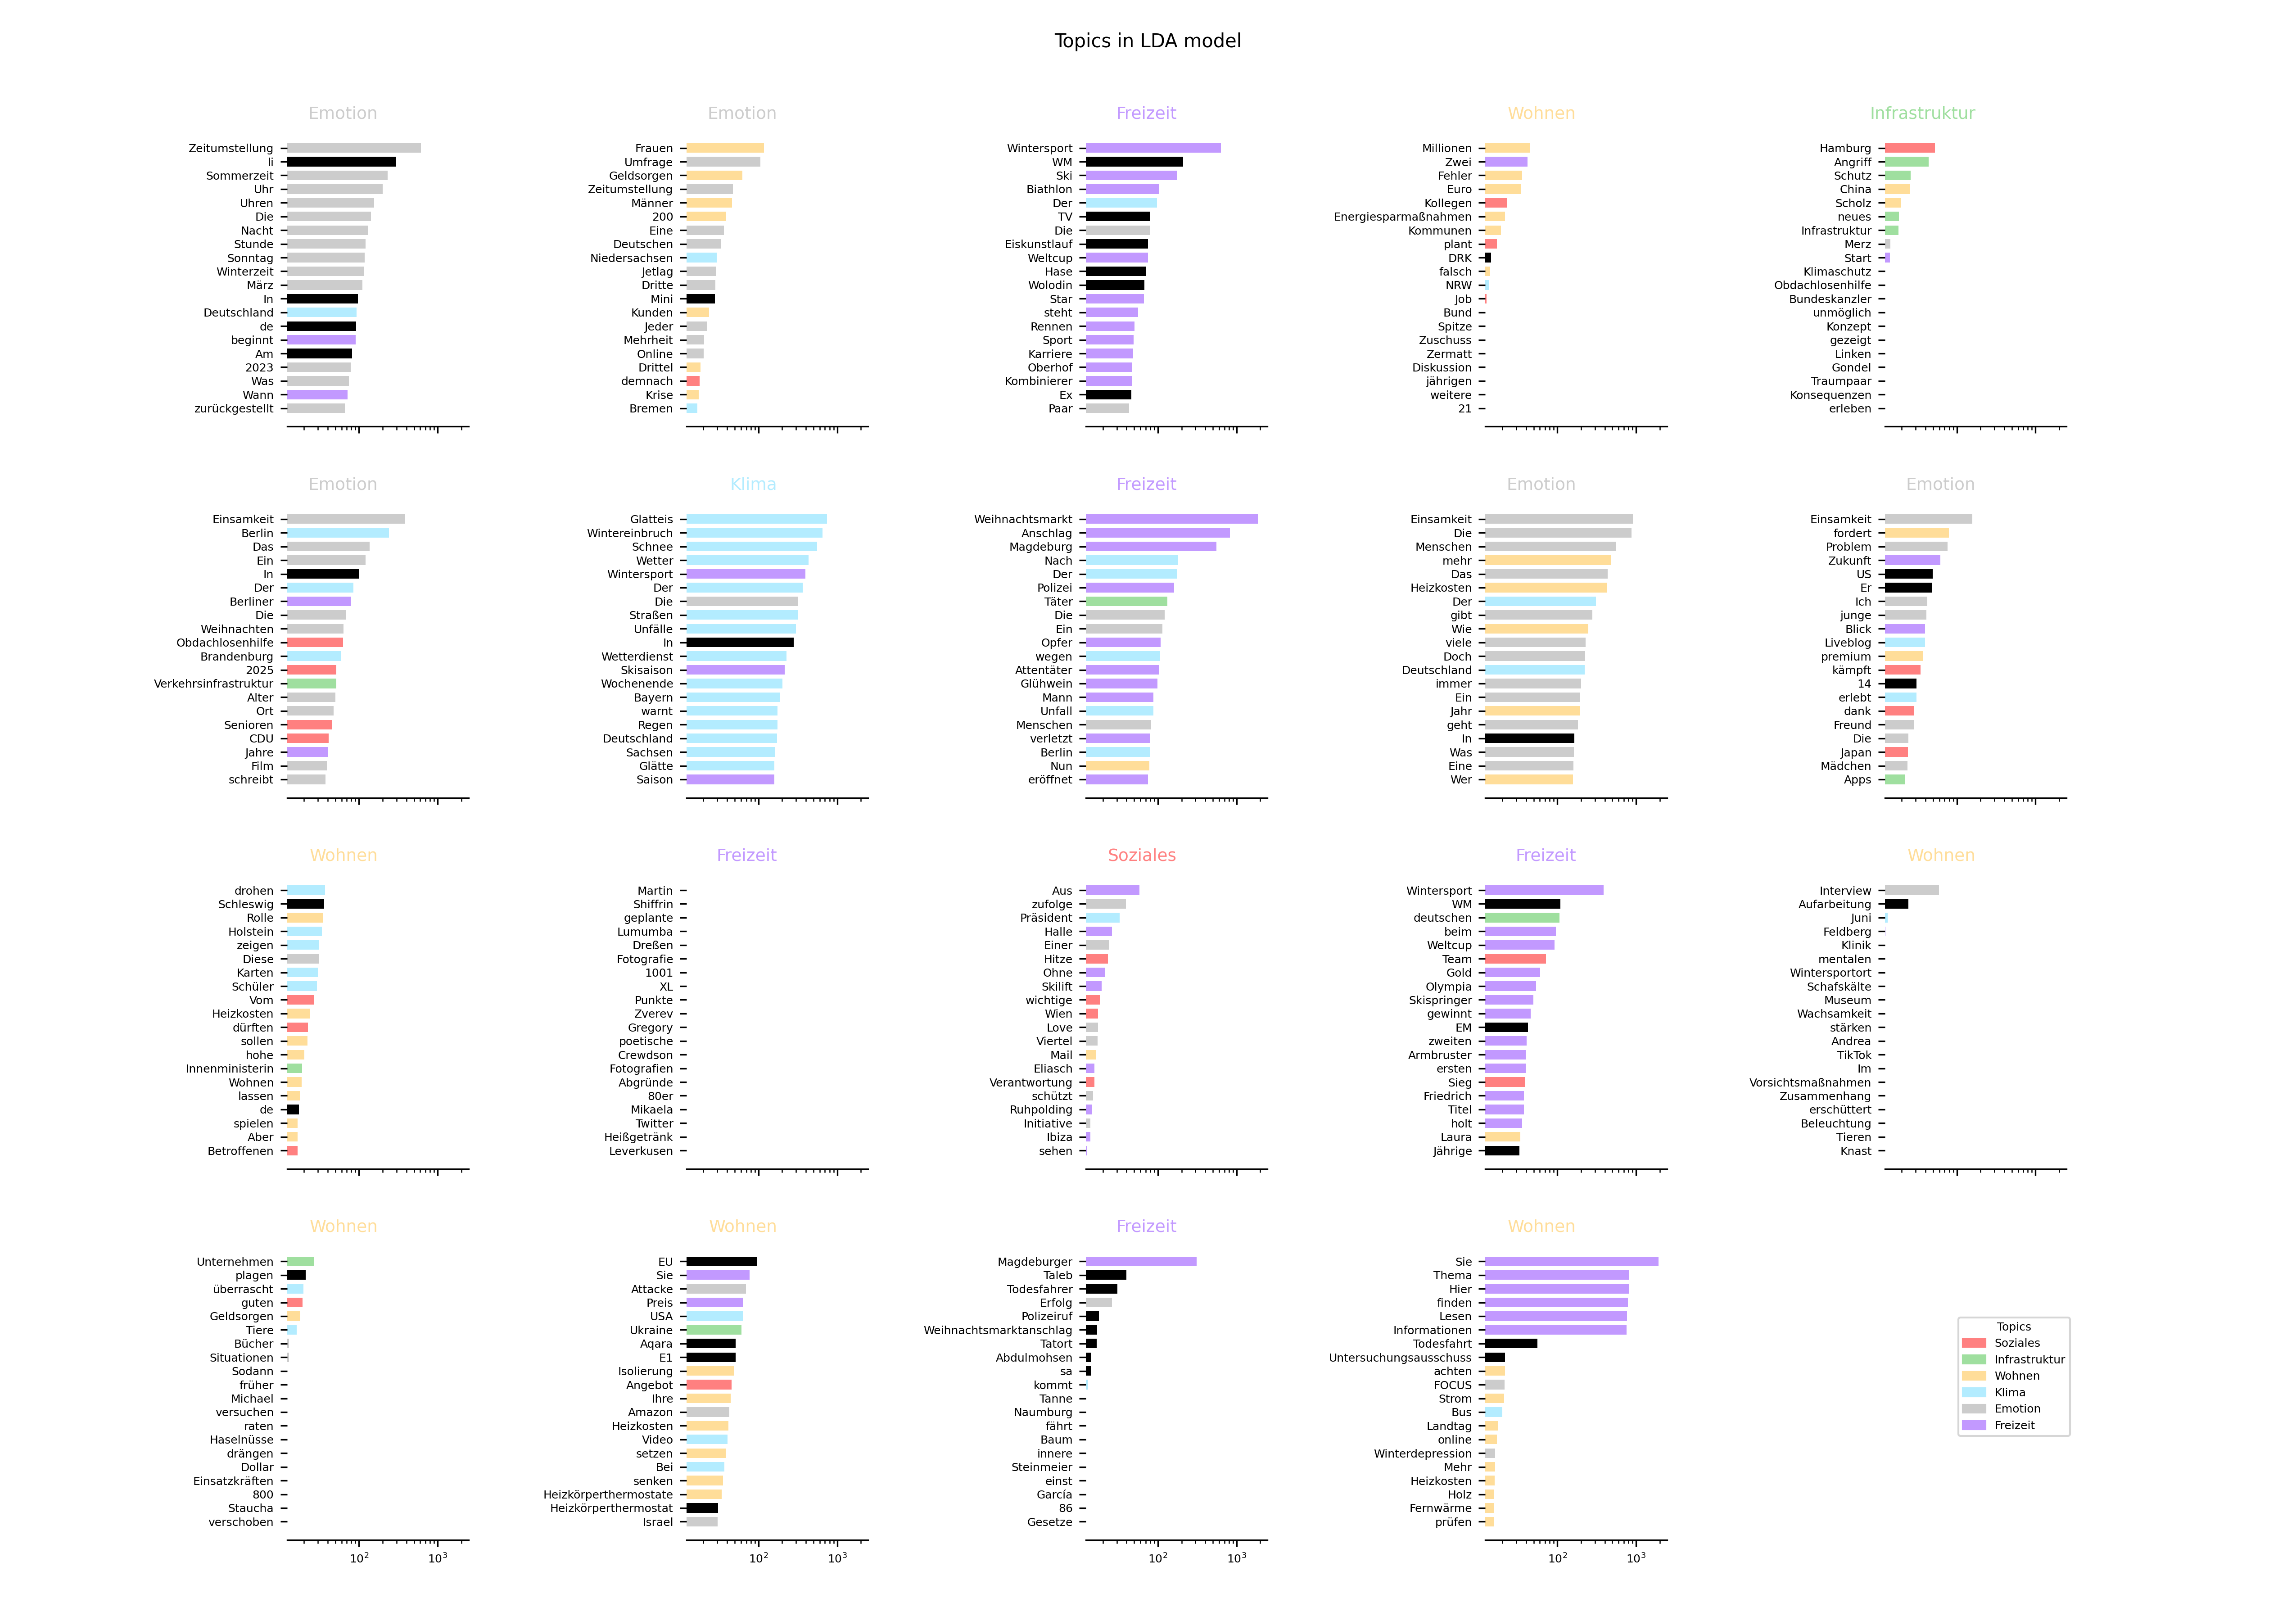 Topics in LDA model
Emotion
Zeitumstellung
li
Sommerzeit
Uhr
Uhren
Die
Nacht
Stunde
Sonntag
Winterzeit
März
In
Deutschland
de
beginnt
Am
2023
Was
Wann
zurückgestellt
Emotion
Frauen
Umfrage
Geldsorgen
Zeitumstellung
Männer
200
Eine
Deutschen
Niedersachsen
Jetlag
Dritte
Mini
Kunden
Jeder
Mehrheit
Online
Drittel
demnach
Krise
Bremen
Freizeit
Wintersport
WM
Ski
Biathlon
Der
TV
Die
Eiskunstlauf
Weltcup
Hase
Wolodin
Star
steht
Rennen
Sport
Karriere
Oberhof
Kombinierer
Ex
Paar
Wohnen
Millionen
Zwei
Fehler
Euro
Kollegen
Energiesparmaßnahmen
Kommunen
plant
DRK
falsch
NRW
Job
Bund
Spitze
Zuschuss
Zermatt
Diskussion
jährigen
weitere
21
Infrastruktur
Hamburg
Angriff
Schutz
China
Scholz
neues
Infrastruktur
Merz
Start
Klimaschutz
Obdachlosenhilfe
Bundeskanzler
unmöglich
Konzept
gezeigt
Linken
Gondel
Traumpaar
Konsequenzen
erleben
Emotion
Einsamkeit
Berlin
Das
Ein
In
Der
Berliner
Die
Weihnachten
Obdachlosenhilfe
Brandenburg
2025
Verkehrsinfrastruktur
Alter
Ort
Senioren
CDU
Jahre
Film
schreibt
Klima
Glatteis
Wintereinbruch
Schnee
Wetter
Wintersport
Der
Die
Straßen
Unfälle
In
Wetterdienst
Skisaison
Wochenende
Bayern
warnt
Regen
Deutschland
Sachsen
Glätte
Saison
Freizeit
Weihnachtsmarkt
Anschlag
Magdeburg
Nach
Der
Polizei
Täter
Die
Ein
Opfer
wegen
Attentäter
Glühwein
Mann
Unfall
Menschen
verletzt
Berlin
Nun
eröffnet
Emotion
Einsamkeit
Die
Menschen
mehr
Das
Heizkosten
Der
gibt
Wie
viele
Doch
Deutschland
immer
Ein
Jahr
geht
In
Was
Eine
Wer
Emotion
Einsamkeit
fordert
Problem
Zukunft
US
Er
Ich
junge
Blick
Liveblog
premium
kämpft
14
erlebt
dank
Freund
Die
Japan
Mädchen
Apps
Wohnen
drohen
Schleswig
Rolle
Holstein
zeigen
Diese
Karten
Schüler
Vom
Heizkosten
dürften
sollen
hohe
Innenministerin
Wohnen
lassen
de
spielen
Aber
Betroffenen
Freizeit
Martin
Shiffrin
geplante
Lumumba
Dreßen
Fotografie
1001
XL
Punkte
Zverev
Gregory
poetische
Crewdson
Fotografien
Abgründe
80er
Mikaela
Twitter
Heißgetränk
Leverkusen
Soziales
Aus
zufolge
Präsident
Halle
Einer
Hitze
Ohne
Skilift
wichtige
Wien
Love
Viertel
Mail
Eliasch
Verantwortung
schützt
Ruhpolding
Initiative
Ibiza
sehen
Freizeit
Wintersport
WM
deutschen
beim
Weltcup
Team
Gold
Olympia
Skispringer
gewinnt
EM
zweiten
Armbruster
ersten
Sieg
Friedrich
Titel
holt
Laura
Jährige
Wohnen
Interview
Aufarbeitung
Juni
Feldberg
Klinik
mentalen
Wintersportort
Schafskälte
Museum
Wachsamkeit
stärken
Andrea
TikTok
Im
Vorsichtsmaßnahmen
Zusammenhang
erschüttert
Beleuchtung
Tieren
Knast
Wohnen
Unternehmen
plagen
überrascht
guten
Geldsorgen
Tiere
Bücher
Situationen
Sodann
früher
Michael
versuchen
raten
Haselnüsse
drängen
Dollar
Einsatzkräften
800
Staucha
verschoben
10² 10³
Wohnen
EU
Sie
Attacke
Preis
USA
Ukraine
Aqara
E1
Isolierung
Angebot
Ihre
Amazon
Heizkosten
Video
setzen
Bei
senken
Heizkörperthermostate
Heizkörperthermostat
Israel
10² 10³
Freizeit
Magdeburger
Taleb
Todesfahrer
Erfolg
Polizeiruf
Weihnachtsmarktanschlag
Tatort
Abdulmohsen
sa
kommt
Tanne
Naumburg
fährt
Baum
innere
Steinmeier
einst
García
86
Gesetze
10² 10³
Wohnen
Sie
Thema
Hier
finden
Lesen
Informationen
Todesfahrt
Untersuchungsausschuss
achten
FOCUS
Strom
Bus
Landtag
online
Winterdepression
Mehr
Heizkosten
Holz
Fernwärme
prüfen
10² 10³
Topics
Soziales
Infrastruktur
Wohnen
Klima
Emotion
Freizeit